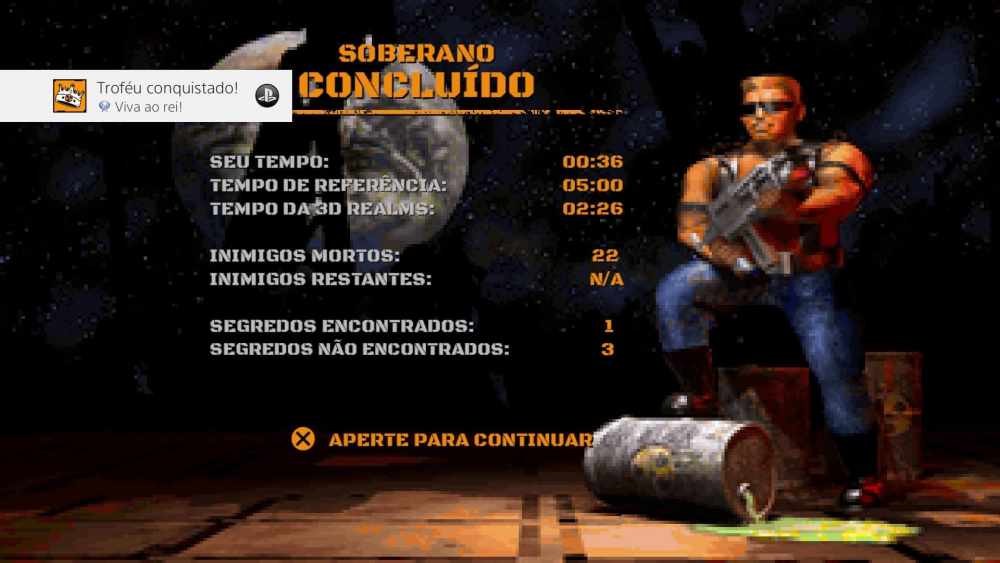 SOBERANO
CONCLUÍDO
Troféu conquistado!
Viva ao rei!
SEU TEMPO: 00:36
TEMPO DE REFERÊNCIA: 05:00
TEMPO DA 3D REALMS: 02:26
INIMIGOS MORTOS: 22
INIMIGOS RESTANTES: N/A
SEGREDOS ENCONTRADOS: 1
SEGREDOS NÃO ENCONTRADOS: 3
APERTE PARA CONTINUAR